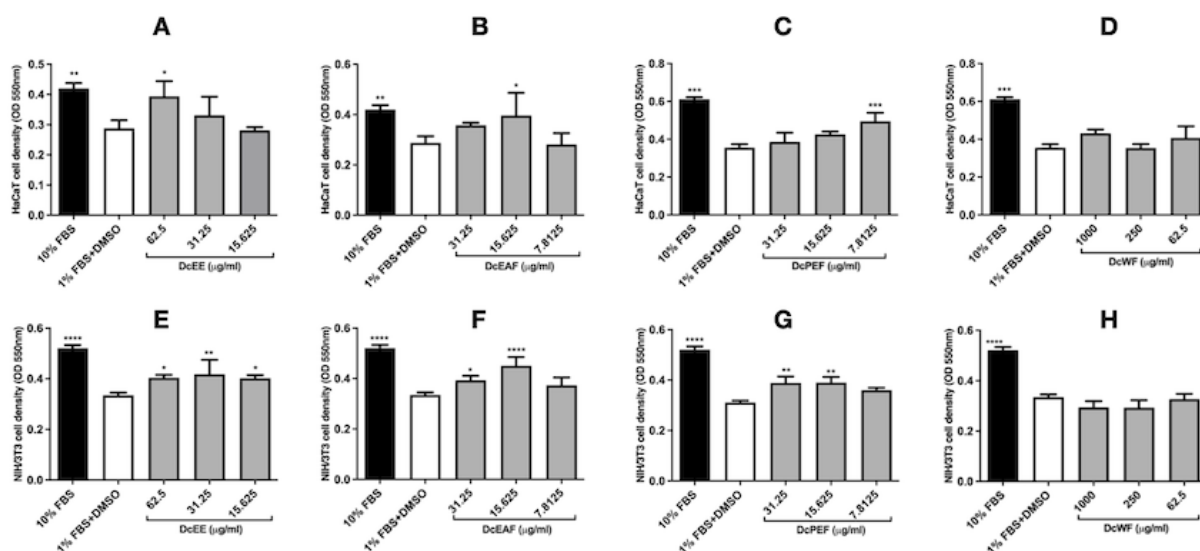 A
HaCaT cell density (OD 550nm)
0.5
0.4
0.3
0.2
0.1
0.0
**
*
10% FBS
1% FBS+DMSO
62.5
31.25
15.625
DcEE (μg/ml)
B
HaCaT cell density (OD 550nm)
0.6
0.4
0.2
0.0
**
*
10% FBS
1% FBS+DMSO
31.25
15.625
7.8125
DcEAF (μg/ml)
C
HaCaT cell density (OD 550nm)
0.8
0.6
0.4
0.2
0.0
***
***
10% FBS
1% FBS+DMSO
31.25
15.625
7.8125
DcPEF (μg/ml)
D
HaCaT cell density (OD 550nm)
0.8
0.6
0.4
0.2
0.0
***
10% FBS
1% FBS+DMSO
1000
250
62.5
DcWF (μg/ml)
E
NIH/3T3 cell density (OD 550nm)
0.6
0.4
0.2
0.0
****
*
**
*
10% FBS
1% FBS+DMSO
62.5
31.25
15.625
DcEE (μg/ml)
F
NIH/3T3 cell density (OD 550nm)
0.6
0.4
0.2
0.0
****
*
****
10% FBS
1% FBS+DMSO
31.25
15.625
7.8125
DcEAF (μg/ml)
G
NIH/3T3 cell density (OD 550nm)
0.6
0.4
0.2
0.0
****
**
**
10% FBS
1% FBS+DMSO
31.25
15.625
7.8125
DcPEF (μg/ml)
H
NIH/3T3 cell density (OD 550nm)
0.6
0.4
0.2
0.0
****
10% FBS
1% FBS+DMSO
1000
250
62.5
DcWF (μg/ml)